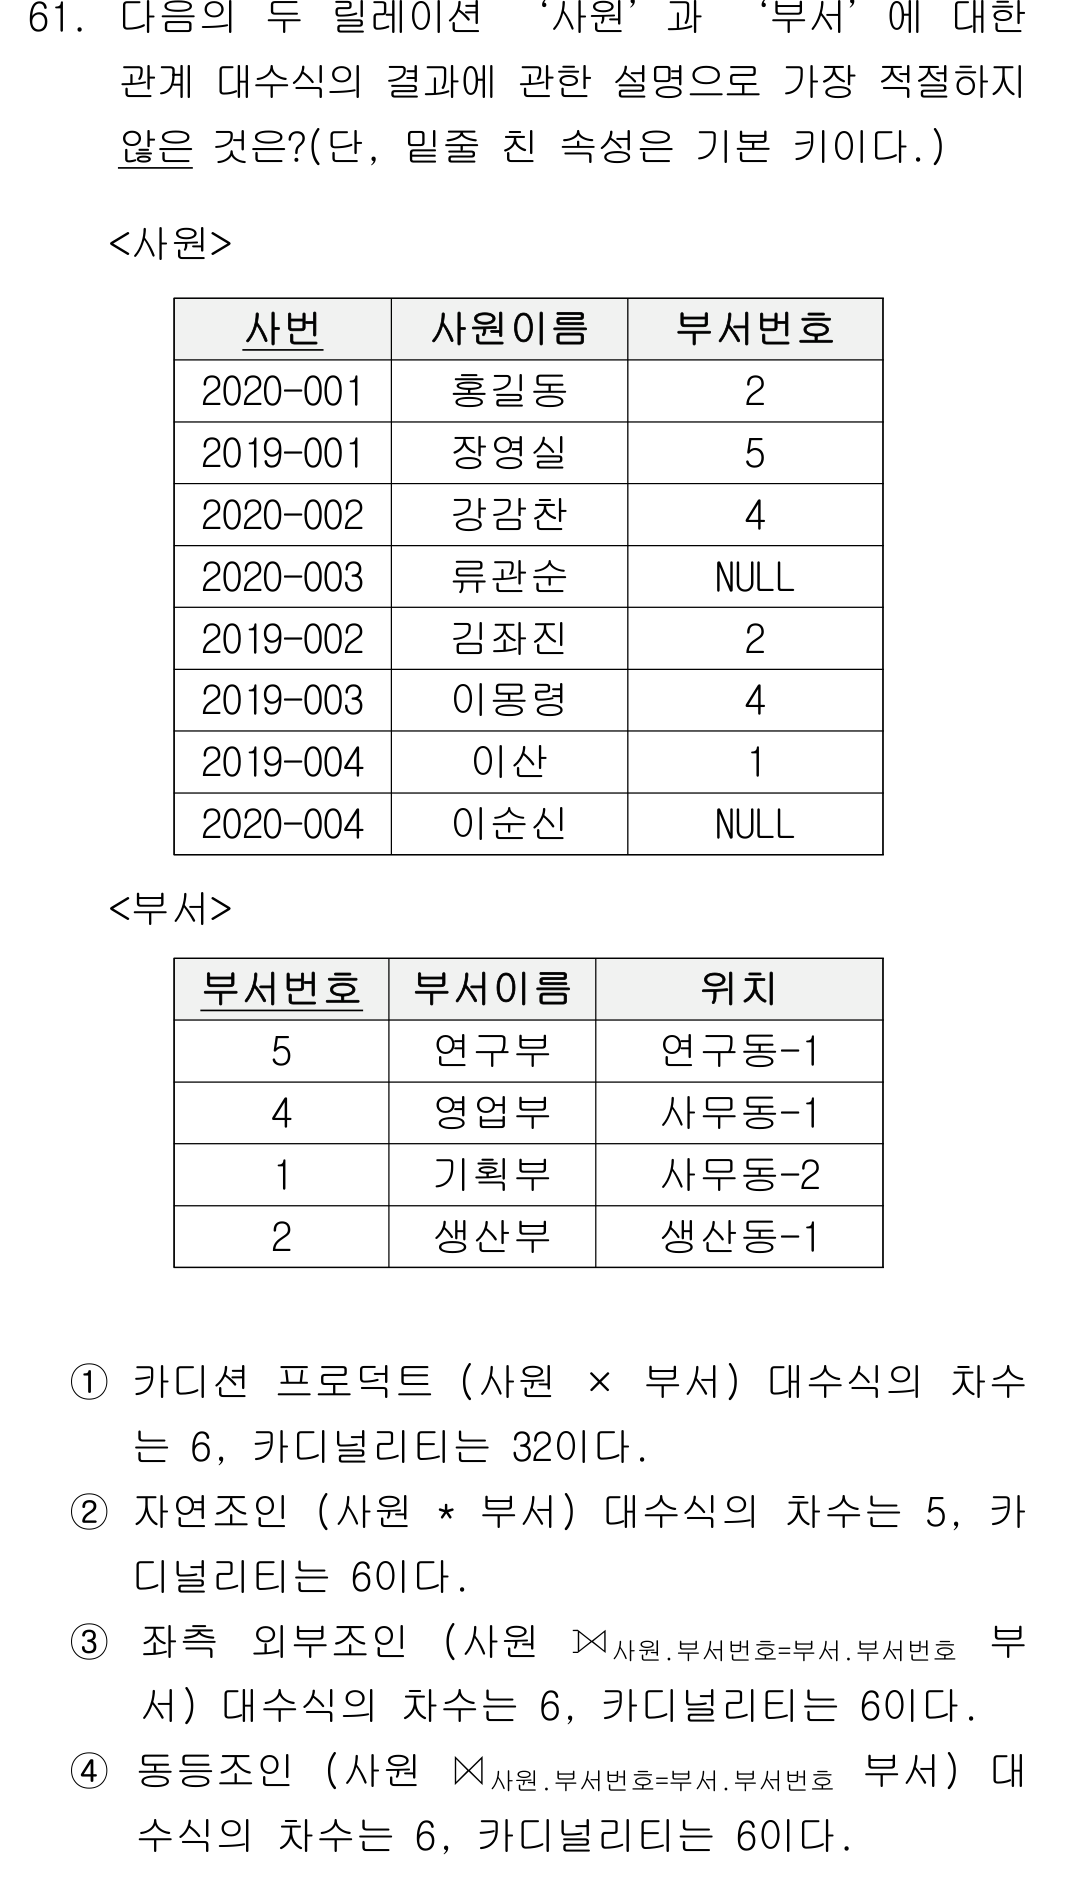 61. 다음의 두 릴레이션 ‘사원’과 ‘부서’에 대한
관계 대수식의 결과에 관한 설명으로 가장 적절하지
않은 것은?(단, 밑줄 친 속성은 기본 키이다.)
<사원>
사번 사원이름 부서번호
2020-001 홍길동 2
2019-001 장영실 5
2020-002 강감찬 4
2020-003 류관순 NULL
2019-002 김좌진 2
2019-003 이몽령 4
2019-004 이산 1
2020-004 이순신 NULL
<부서>
부서번호 부서이름 위치
5 연구부 연구동-1
4 영업부 사무동-1
1 기획부 사무동-2
2 생산부 생산동-1
① 카디션 프로덕트 (사원 × 부서) 대수식의 차수
는 6, 카디널리티는 32이다.
② 자연조인 (사원 * 부서) 대수식의 차수는 5, 카
디널리티는 6이다.
③ 좌측 외부조인 (사원 ⟕사원.부서번호=부서.부서번호 부
서) 대수식의 차수는 6, 카디널리티는 6이다.
④ 동등조인 (사원 ⋈사원.부서번호=부서.부서번호 부서) 대
수식의 차수는 6, 카디널리티는 6이다.